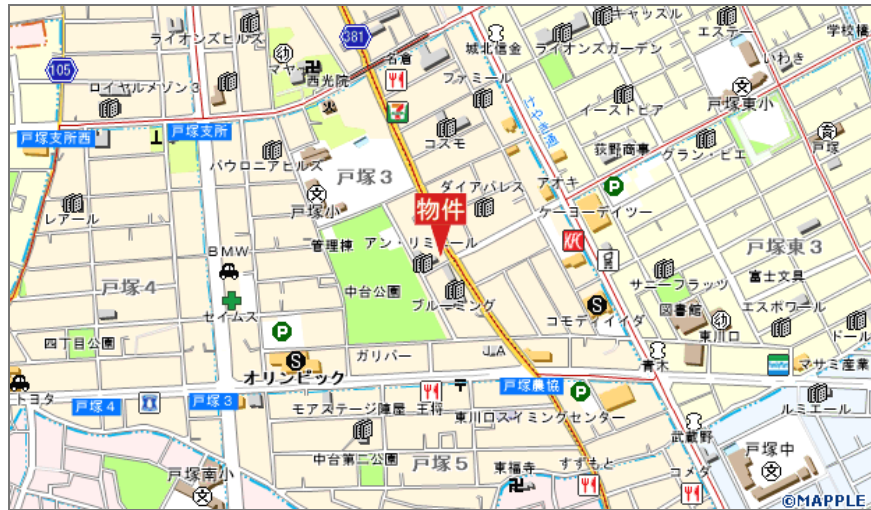 ライオンズヒルズ
381
キャッスル
エステー
学校橋
105
マヤ
西光院
名倉
城北信金
ライオンズガーデン
いわき
ロイヤルメゾン3
ファミール
戸塚東小
戸塚支所西
戸塚支所
けやき通
イーストピア
パウロニアヒルズ
戸塚3
コスモ
荻野商事
グラン・ピエ
戸塚
レアール
戸塚小
ダイアパレス
アオキ
P
物件
ケーヨーデイツー
BMW
管理棟
アン・リミテール
KFC
戸塚東3
戸塚4
中台公園
サニーフラッツ
富士文具
セイムス
ブルーミング
S
コモディイイダ
図書館
エスポワール
四丁目公園
P
東川口
ドール
S
ガリバー
JA
青木
マサミ産業
オリンピック
トヨタ
戸塚4
戸塚3
戸塚農協
P
ルミエール
モアステージ陣屋
王将
東川口スイミングセンター
武蔵野
戸塚中
中台第二公園
戸塚5
戸塚南小
東福寺
すずもと
コメダ
©MAPPLE